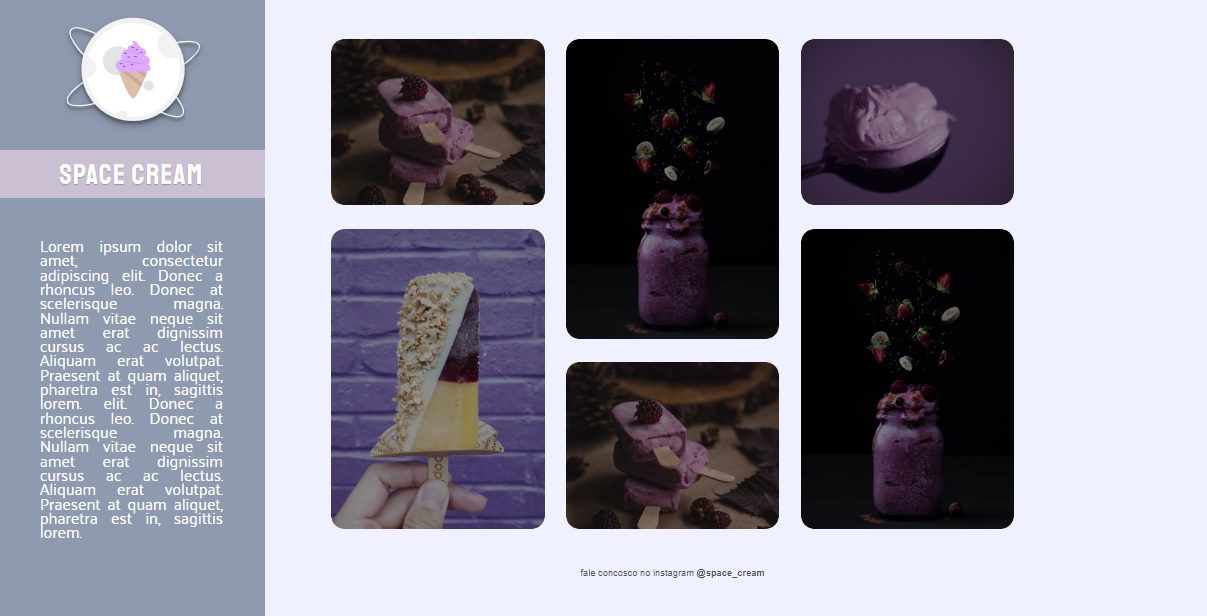 SPACE CREAM
Lorem ipsum dolor sit
amet, consectetur
adipiscing elit. Donec a
rhoncus leo. Donec at
scelerisque magna.
Nullam vitae neque sit
amet erat dignissim
cursus ac ac lectus.
Aliquam erat volutpat.
Praesent at quam aliquet,
pharetra est in, sagittis
lorem. elit. Donec a
rhoncus leo. Donec at
scelerisque magna.
Nullam vitae neque sit
amet erat dignissim
cursus ac ac lectus.
Aliquam erat volutpat.
Praesent at quam aliquet,
pharetra est in, sagittis
lorem.
fale concosco no instagram @space_cream